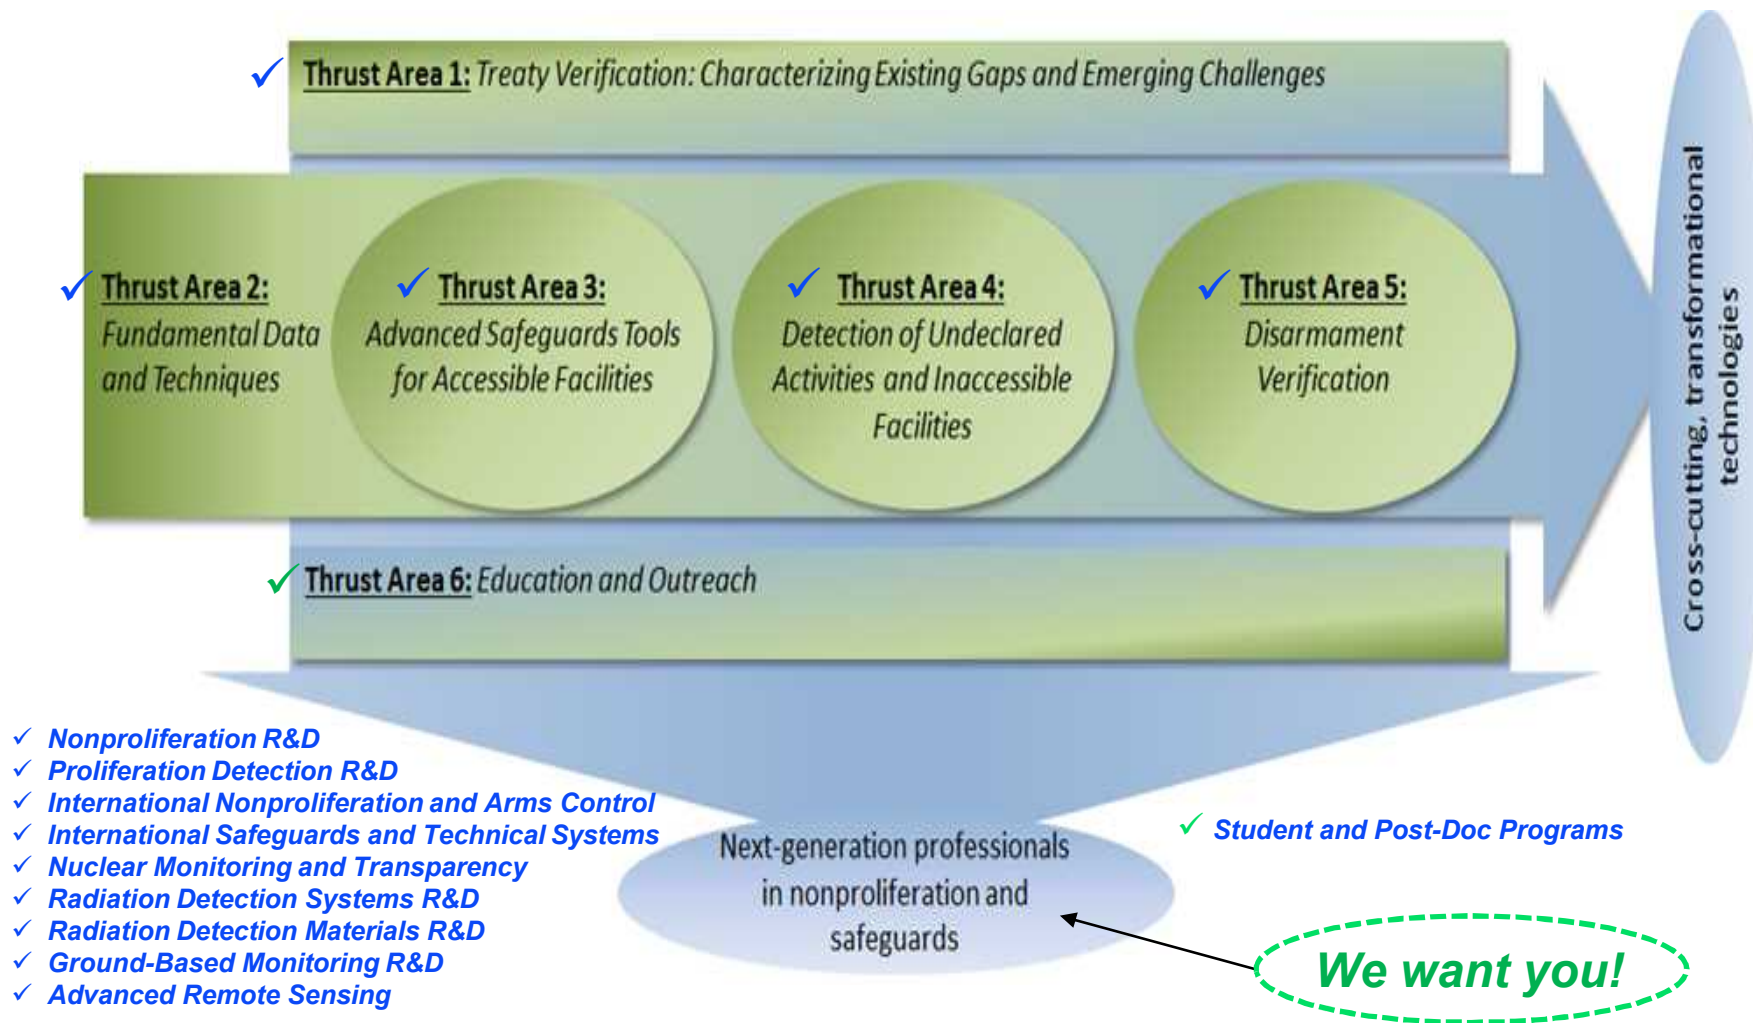 ✓ Thrust Area 1: Treaty Verification: Characterizing Existing Gaps and Emerging Challenges
✓ Thrust Area 2:
Fundamental Data
and Techniques
✓ Thrust Area 3:
Advanced Safeguards Tools
for Accessible Facilities
✓ Thrust Area 4:
Detection of Undeclared
Activities and Inaccessible
Facilities
✓ Thrust Area 5:
Disarmament
Verification
Cross-cutting, transformational
technologies
✓ Thrust Area 6: Education and Outreach
✓ Nonproliferation R&D
✓ Proliferation Detection R&D
✓ International Nonproliferation and Arms Control
✓ International Safeguards and Technical Systems
✓ Nuclear Monitoring and Transparency
✓ Radiation Detection Systems R&D
✓ Radiation Detection Materials R&D
✓ Ground-Based Monitoring R&D
✓ Advanced Remote Sensing
Next-generation professionals
in nonproliferation and
safeguards
✓ Student and Post-Doc Programs
We want you!